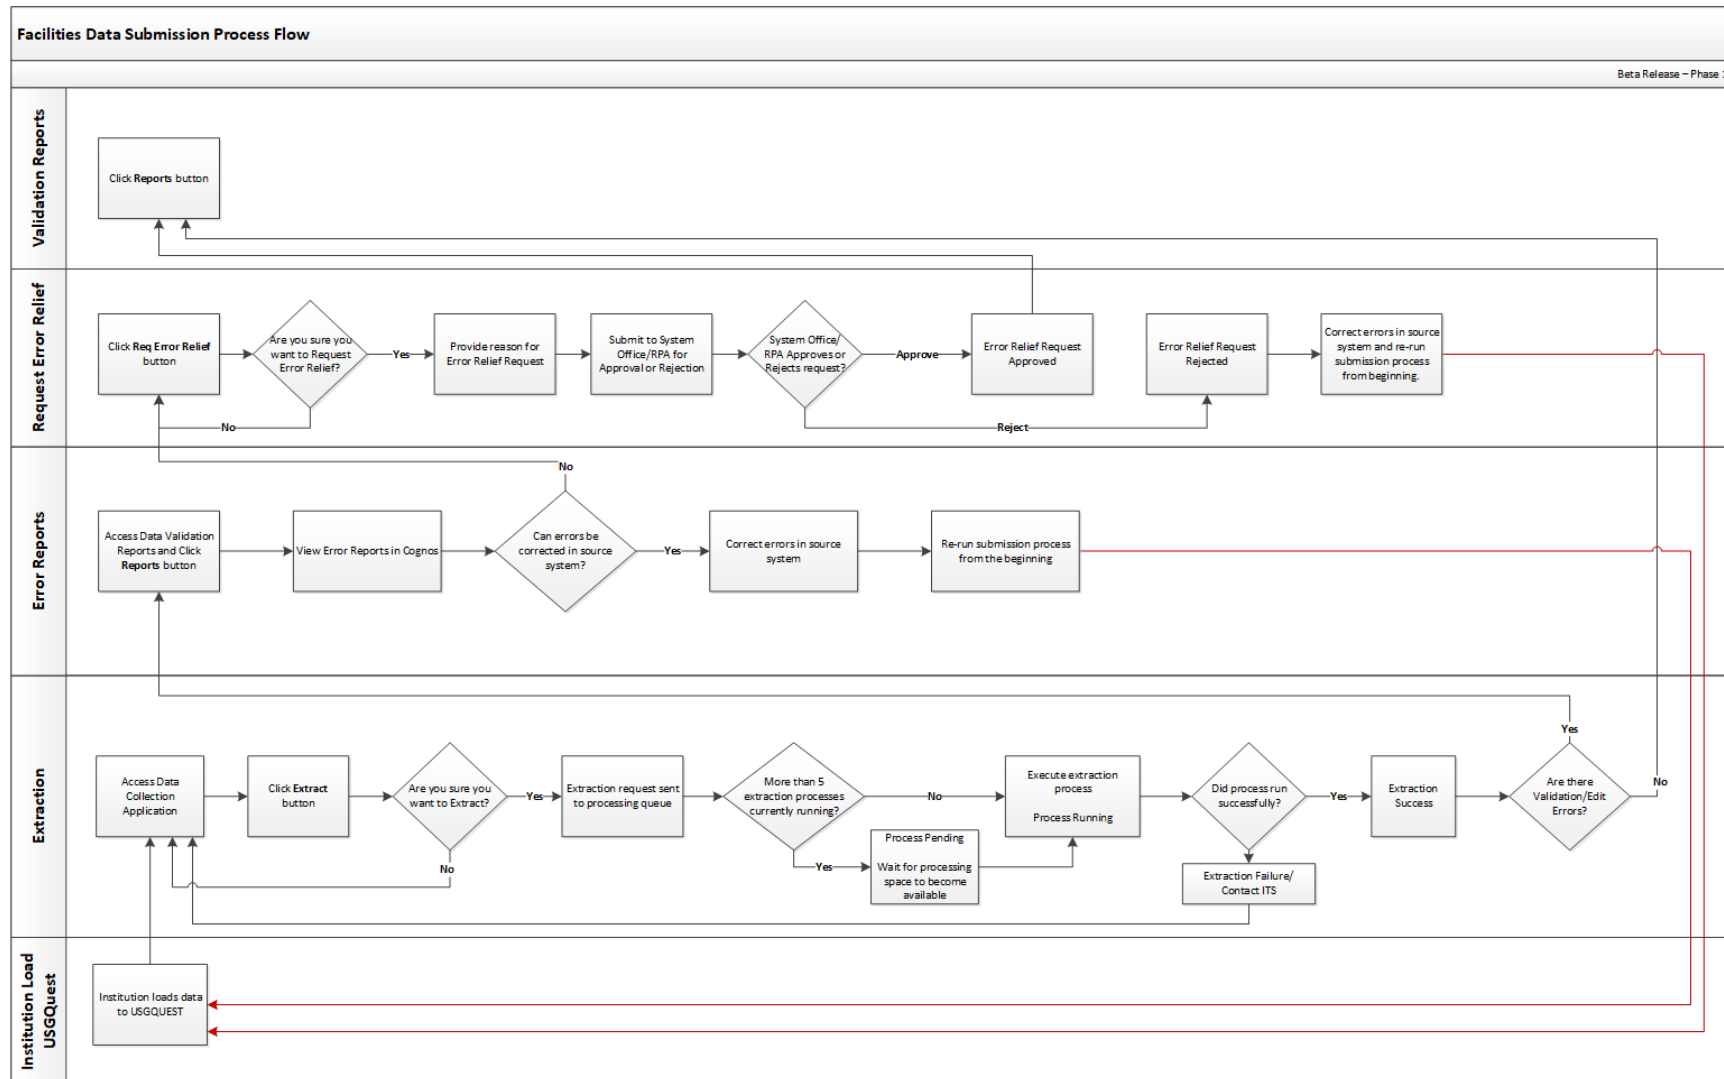 Facilities Data Submission Process Flow
Beta Release – Phase
Validation Reports
Click Reports button
Request Error Relief
Click Req Error Relief
button
Are you sure you
want to Request
Error Relief?
Yes
No
Provide reason for
Error Relief Request
Submit to System
Office/RPA for
Approval or Rejection
System Office/
RPA Approves or
Rejects request?
Approve
Reject
Error Relief Request
Approved
Error Relief Request
Rejected
Correct errors in source
system and re-run
submission process
from beginning.
Error Reports
Access Data Validation
Reports and Click
Reports button
View Error Reports in Cognos
No
Can errors be
corrected in source
system?
Yes
Correct errors in source
system
Re-run submission process
from the beginning
Extraction
Access Data
Collection
Application
Click Extract
button
Are you sure you
want to Extract?
Yes
No
Extraction request sent
to processing queue
More than 5
extraction processes
currently running?
No
Yes
Process Pending
Wait for processing
space to become
available
Execute extraction
process
Process Running
Did process run
successfully?
Yes
Extraction Failure/
Contact ITS
Extraction
Success
Yes
Are there
Validation/Edit
Errors?
No
Institution Load
USGQuest
Institution loads data
to USGQUEST